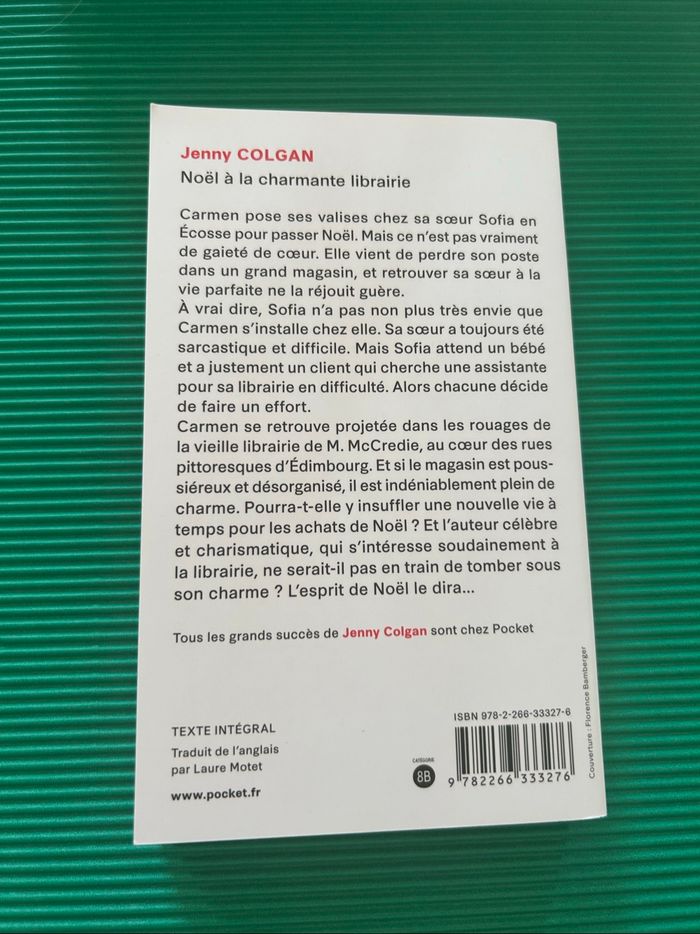 Jenny COLGAN
Noël à la charmante librairie
Carmen pose ses valises chez sa sœur Sofia en
Écosse pour passer Noël. Mais ce n'est pas vraiment
de gaieté de cœur. Elle vient de perdre son poste
dans un grand magasin, et retrouver sa sœur à la
vie parfaite ne la réjouit guère.
À vrai dire, Sofia n'a pas non plus très envie que
Carmen s'installe chez elle. Sa sœur a toujours été
sarcastique et difficile. Mais Sofia attend un bébé
et a justement un client qui cherche une assistante
pour sa librairie en difficulté. Alors chacune décide
de faire un effort.
Carmen se retrouve projetée dans les rouages de
la vieille librairie de M. McCredie, au cœur des rues
pittoresques d'Édimbourg. Et si le magasin est pous-
siéreux et désorganisé, il est indéniablement plein de
charme. Pourra-t-elle y insuffler une nouvelle vie à
temps pour les achats de Noël ? Et l'auteur célèbre
et charismatique, qui s'intéresse soudainement à
la librairie, ne serait-il pas en train de tomber sous
son charme ? L'esprit de Noël le dira...
Tous les grands succès de Jenny Colgan sont chez Pocket
TEXTE INTÉGRAL
Traduit de l'anglais
par Laure Motet
www.pocket.fr
CATÉGORIE
8B
ISBN 978-2-266-33327-6
9 782266 333276
Couverture : Florence Bamberger